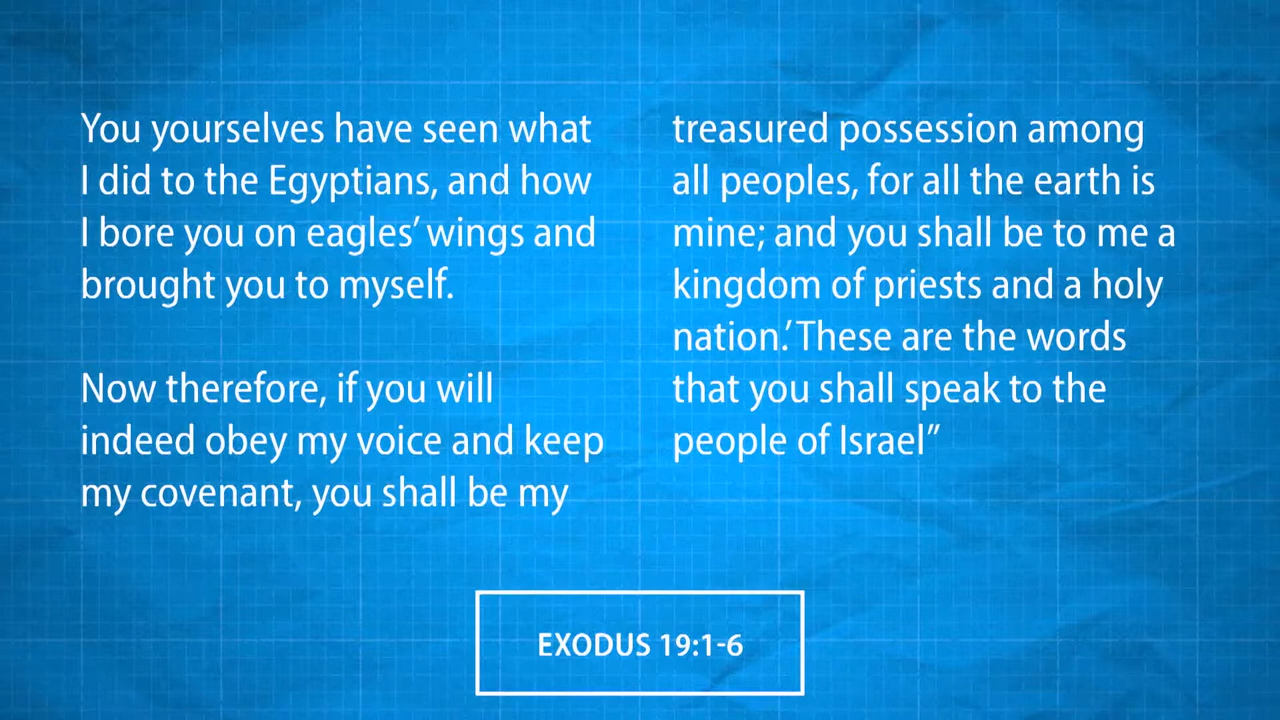 You yourselves have seen what
I did to the Egyptians, and how
I bore you on eagles’ wings and
brought you to myself.
Now therefore, if you will
indeed obey my voice and keep
my covenant, you shall be my
treasured possession among
all peoples, for all the earth is
mine; and you shall be to me a
kingdom of priests and a holy
nation.’ These are the words
that you shall speak to the
people of Israel”
EXODUS 19:1-6